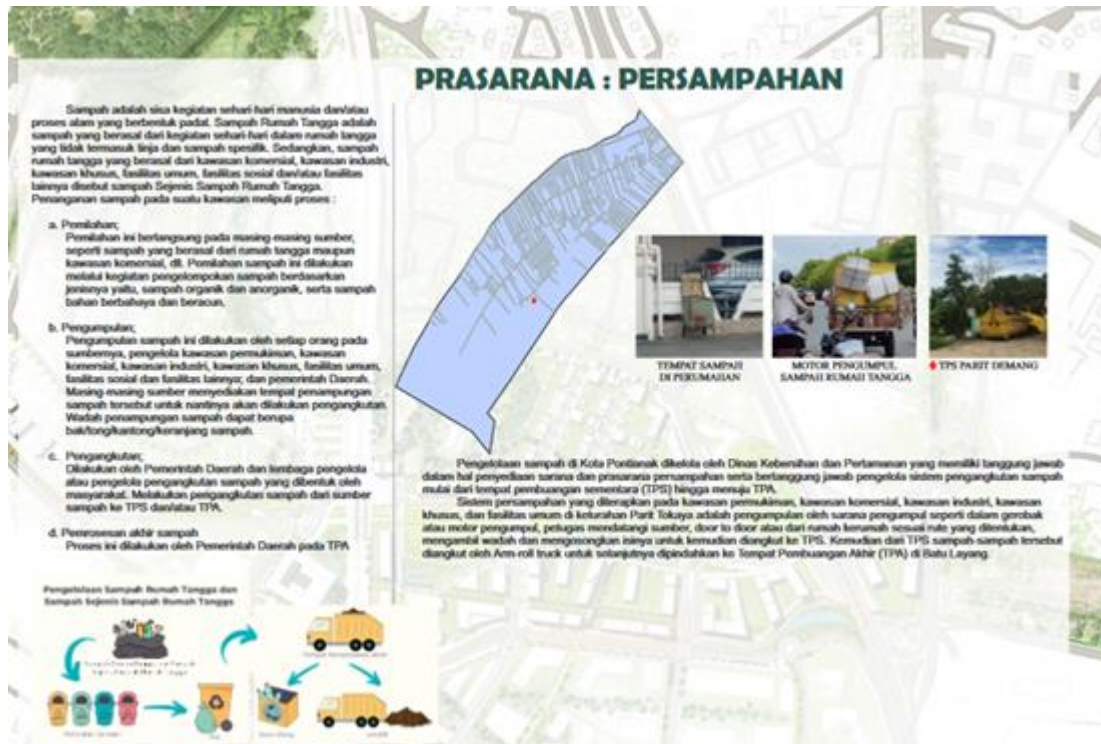 PRASARANA : PERSAMPAHAN
Sampah adalah sisa kegiatan sehari-hari manusia dan/atau
proses alam yang berbentuk padat. Sampah Rumah Tangga adalah
sampah yang berasal dari kegiatan sehari-hari dalam rumah tangga
yang tidak termasuk tinja dan sampah spesifik. Sedangkan, sampah
rumah tangga yang berasal dari kawasan komersial, kawasan industri,
kawasan khusus, fasilitas umum, fasilitas sosial dan/atau fasilitas
lainnya disebut sampah Sejenis Sampah Rumah Tangga.
Penanganan sampah pada suatu kawasan meliputi proses :
a. Pemilahan;
Pemilahan ini berlangsung pada masing-masing sumber,
seperti sampah yang berasal dari rumah tangga maupun
kawasan komersial, dll. Pemilahan sampah ini dilakukan
melalui kegiatan pengelompokan sampah berdasarkan
jenisnya yaitu, sampah organik dan anorganik, serta sampah
bahan berbahaya dan beracun.
b. Pengumpulan;
Pengumpulan sampah ini dilakukan oleh setiap orang pada
sumbernya, pengelola kawasan permukiman, kawasan
komersial, kawasan industri, kawasan khusus, fasilitas umum,
fasilitas sosial dan fasilitas lainnya; dan pemerintah Daerah.
Masing-masing sumber menyediakan tempat penampungan
sampah tersebut untuk nantinya akan dilakukan pengangkutan.
Wadah penampungan sampah dapat berupa
bak/tong/kantong/keranjang sampah.
c. Pengangkutan;
Dilakukan oleh Pemerintah Daerah dan lembaga pengelola
atau pengelola pengangkutan sampah yang dibentuk oleh
masyarakat. Melakukan pengangkutan sampah dari sumber
sampah ke TPS dan/atau TPA.
d. Pemrosesan akhir sampah
Proses ini dilakukan oleh Pemerintah Daerah pada TPA
Pengelolaan Sampah Rumah Tangga dan
Sampah Sejenis Sampah Rumah Tangga
TEMPAT SAMPAH
DI PERUMAHAN
MOTOR PENGUMPUL
SAMPAH RUMAH TANGGA
TPS PARIT DEMANG
Pengelolaan sampah di Kota Pontianak dikelola oleh Dinas Kebersihan dan Pertamanan yang memiliki tanggung jawab
dalam hal penyediaan sarana dan prasarana persampahan serta bertanggung jawab pengelola sistem pengangkutan sampah
mulai dari tempat pembuangan sementara (TPS) hingga menuju TPA.
Sistem persampahan yang diterapkan pada kawasan permukiman, kawasan komersial, kawasan industri, kawasan
khusus, dan fasilitas umum di kelurahan Parit Tokaya adalah pengumpulan oleh sarana pengumpul seperti dalam gerobak
atau motor pengumpul, petugas mendatangi sumber, door to door atau dari rumah kerumah sesuai rute yang ditentukan,
mengambil wadah dan mengosongkan isinya untuk kemudian diangkut ke TPS. Kemudian dari TPS sampah-sampah tersebut
diangkut oleh Arm-roll truck untuk selanjutnya dipindahkan ke Tempat Pembuangan Akhir (TPA) di Batu Layang.